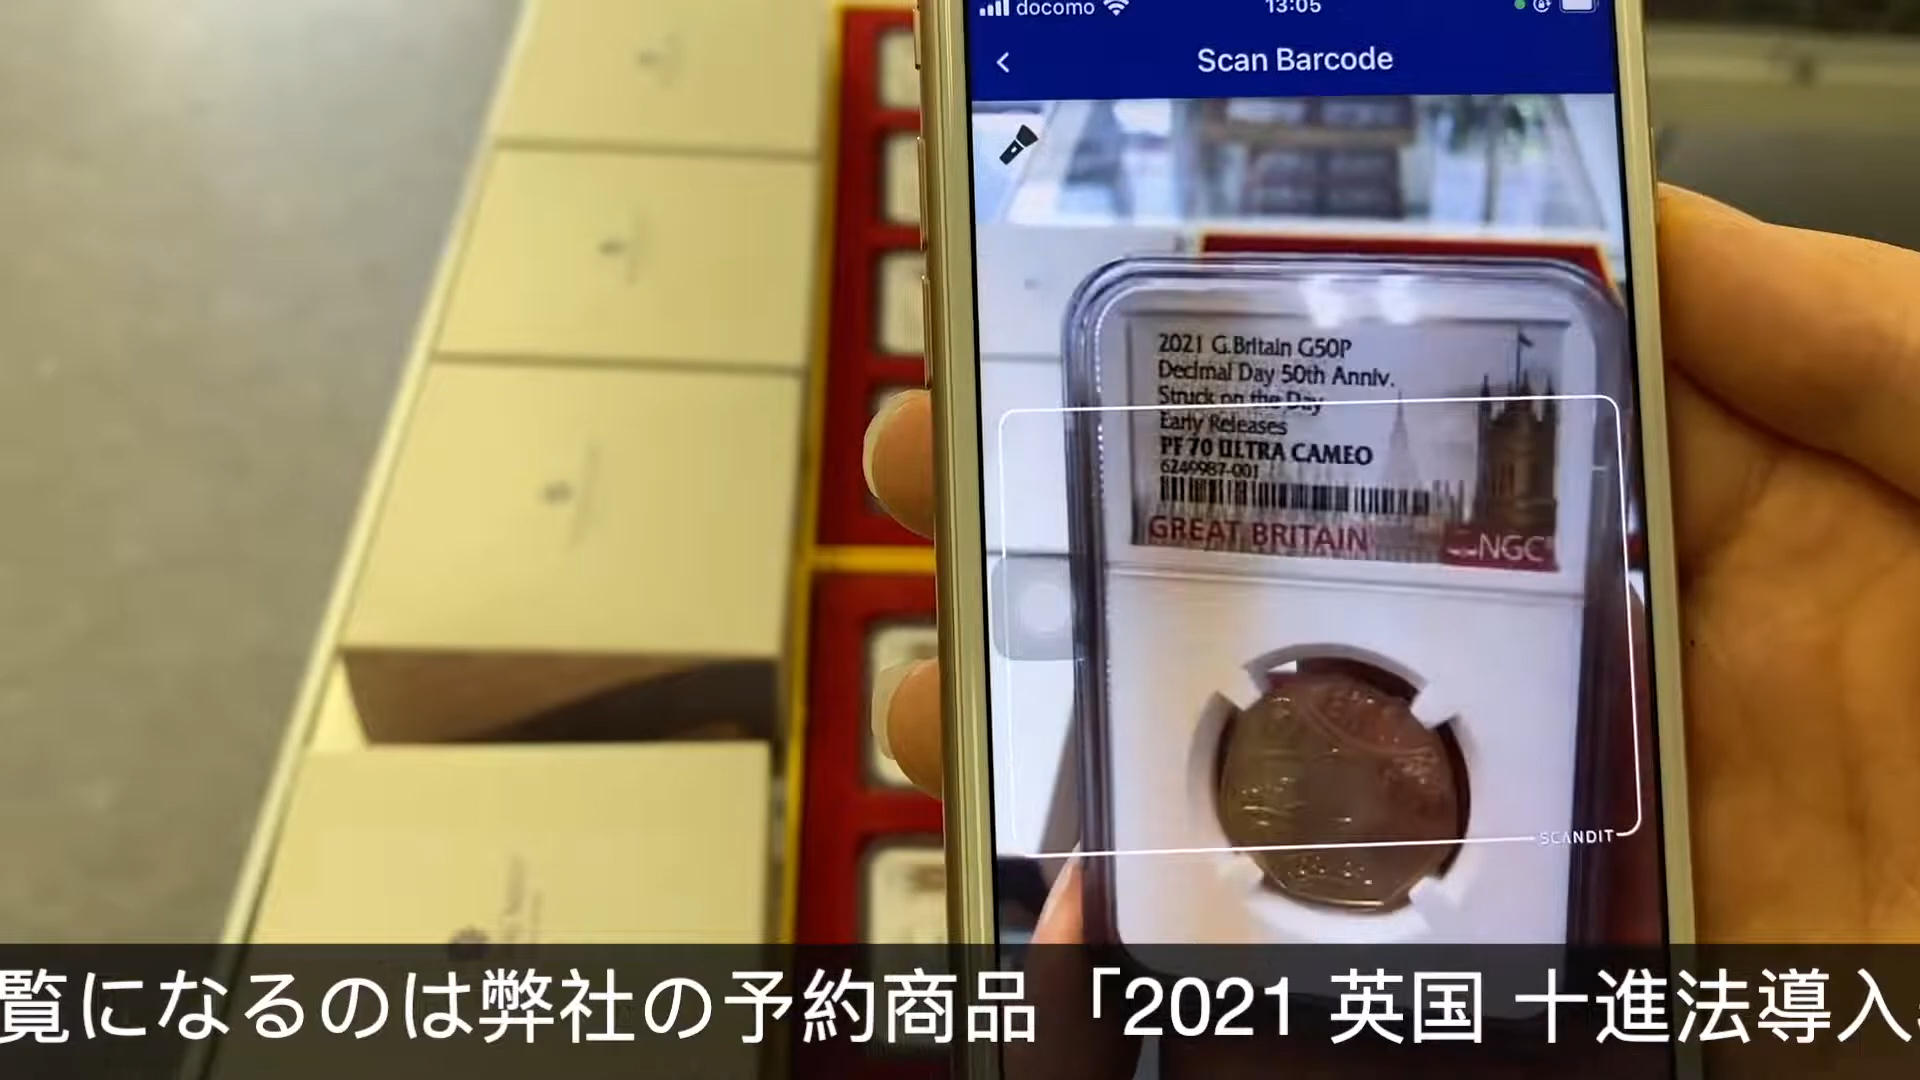 docomo
13:05
Scan Barcode
2021 G.Britain G50P
Decimal Day 50th Anniv.
Struck on the Day
Early Releases
PF 70 ULTRA CAMEO
6249987-001
GREAT BRITAIN
NGC
SCANDIT
覧になるのは弊社の予約商品「2021 英国 十進法導入